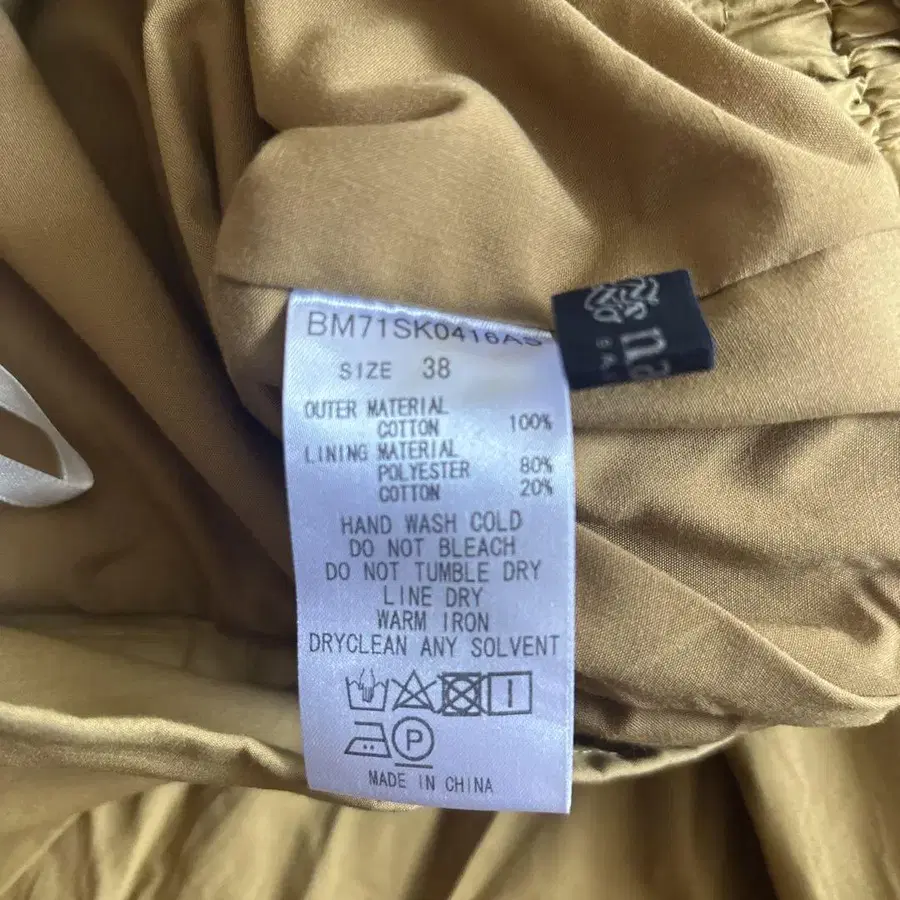 BM71SK0416AS
SIZE 38
OUTER MATERIAL
COTTON 100%
LINING MATERIAL
POLYESTER 80%
COTTON 20%
HAND WASH COLD
DO NOT BLEACH
DO NOT TUMBLE DRY
LINE DRY
WARM IRON
DRYCLEAN ANY SOLVENT
P
MADE IN CHINA